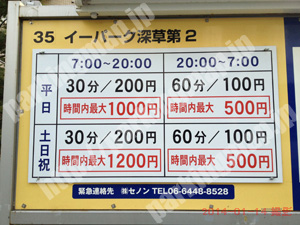 35 イーパーク深草第2
7:00~20:00 20:00~7:00
平日 30分/200円 60分/100円
時間内最大1000円 時間内最大 500円
土日祝 30分/200円 60分/100円
時間内最大1200円 時間内最大 500円
緊急連絡先 ㈱セノン TEL06-6448-8528